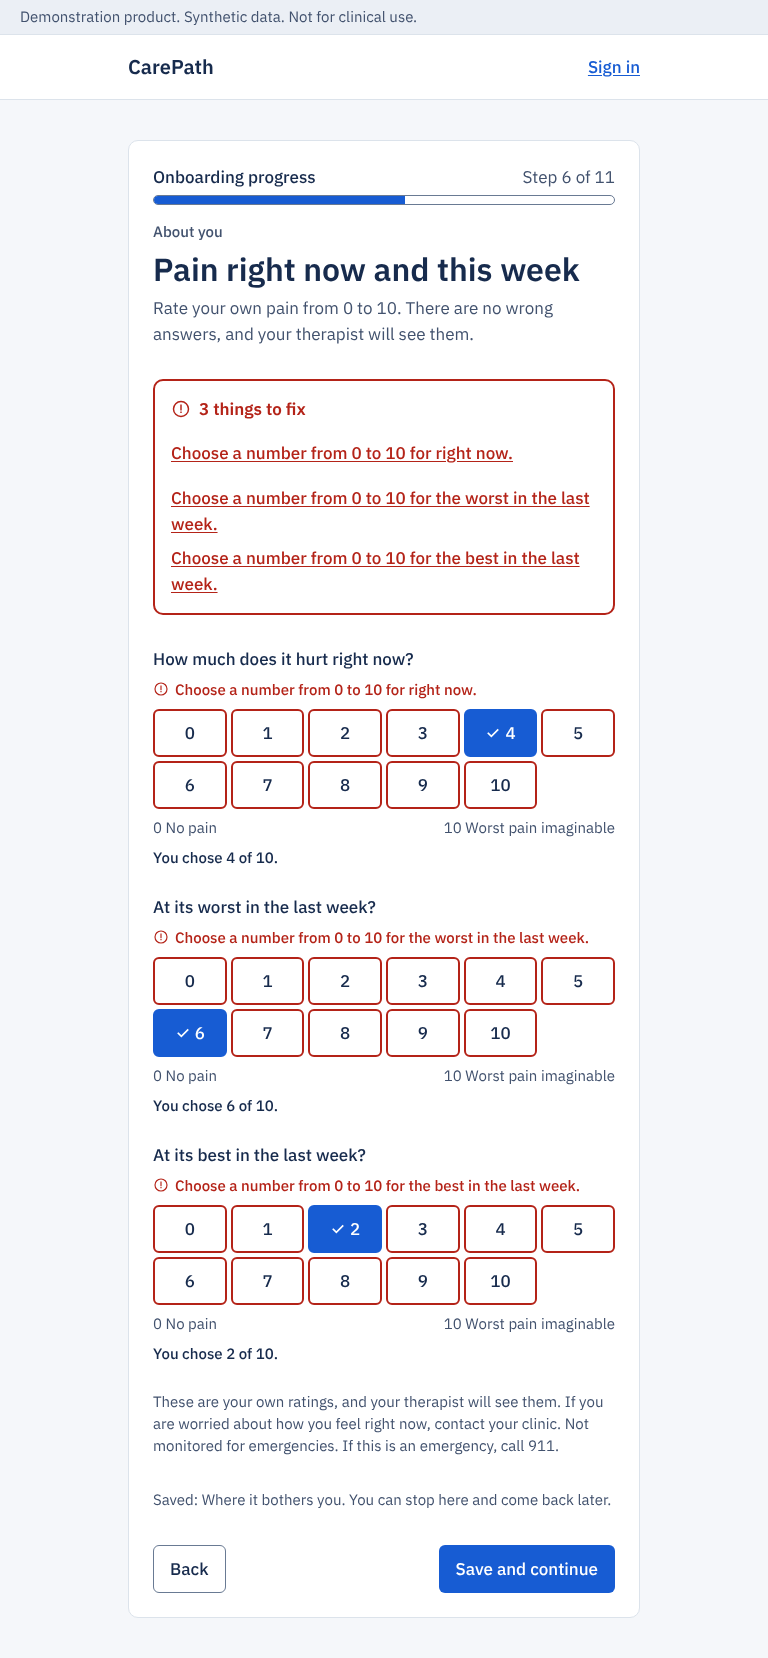 Demonstration product. Synthetic data. Not for clinical use.
CarePath
Sign in
Onboarding progress
Step 6 of 11
About you
Pain right now and this week
Rate your own pain from 0 to 10. There are no wrong
answers, and your therapist will see them.
3 things to fix
Choose a number from 0 to 10 for right now.
Choose a number from 0 to 10 for the worst in the last
week.
Choose a number from 0 to 10 for the best in the last
week.
How much does it hurt right now?
Choose a number from 0 to 10 for right now.
0 1 2 3 4 5
6 7 8 9 10
0 No pain
10 Worst pain imaginable
You chose 4 of 10.
At its worst in the last week?
Choose a number from 0 to 10 for the worst in the last week.
0 1 2 3 4 5
6 7 8 9 10
0 No pain
10 Worst pain imaginable
You chose 6 of 10.
At its best in the last week?
Choose a number from 0 to 10 for the best in the last week.
0 1 2 3 4 5
6 7 8 9 10
0 No pain
10 Worst pain imaginable
You chose 2 of 10.
These are your own ratings, and your therapist will see them. If you
are worried about how you feel right now, contact your clinic. Not
monitored for emergencies. If this is an emergency, call 911.
Saved: Where it bothers you. You can stop here and come back later.
Back
Save and continue